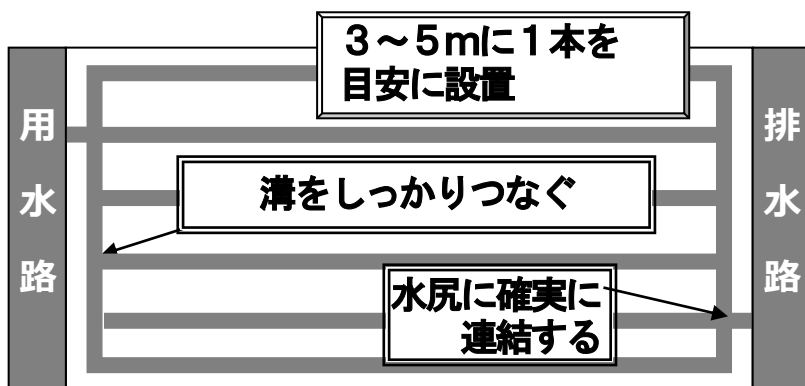 3～5mに1本を
目安に設置
用水路
排水路
溝をしっかりつなぐ
水尻に確実に
連結する